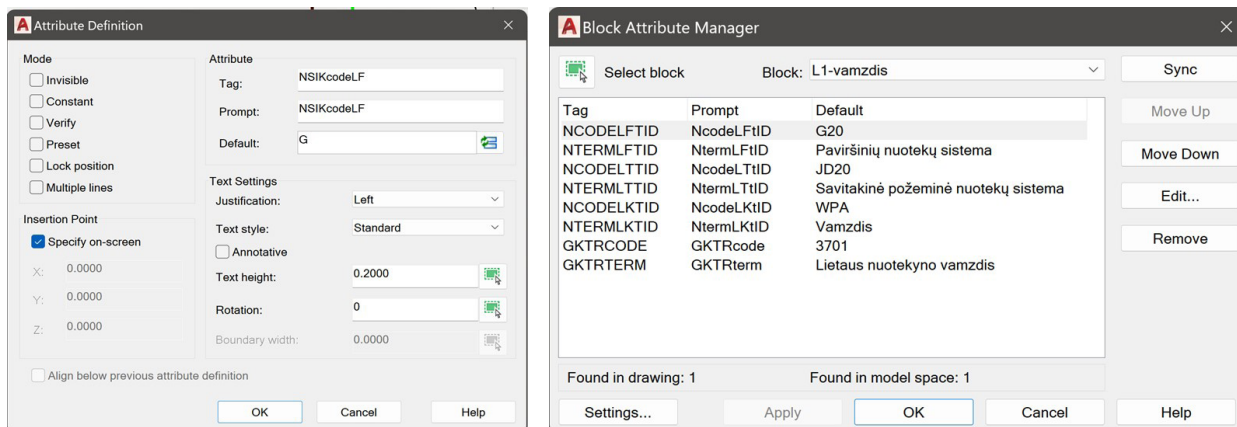 Attribute Definition
Mode
Invisible
Constant
Verify
Preset
Lock position
Multiple lines
Insertion Point
Specify on-screen
X: 0.0000
Y: 0.0000
Z: 0.0000
Align below previous attribute definition
Attribute
Tag: NSIKcodeLF
Prompt: NSIKcodeLF
Default: G
Text Settings
Justification: Left
Text style: Standard
Annotative
Text height: 0.2000
Rotation: 0
Boundary width: 0.0000
OK Cancel Help
Block Attribute Manager
Select block Block: L1-vamzdis
Tag Prompt Default
NCODELFTID NcodeLFtID G20
NTERMLFTID NtermLFtID Paviršinių nuotekų sistema
NCODELTTID NcodeLTtID JD20
NTERMLTTID NtermLTtID Savitakinė požeminė nuotekų sistema
NCODELKTID NcodeLKtID WPA
NTERMLKTID NtermLKtID Vamzdis
GKTRCODE GKTRcode 3701
GKTRTERM GKTRterm Lietaus nuotekyno vamzdis
Sync
Move Up
Move Down
Edit...
Remove
Found in drawing: 1 Found in model space: 1
Settings... Apply OK Cancel Help